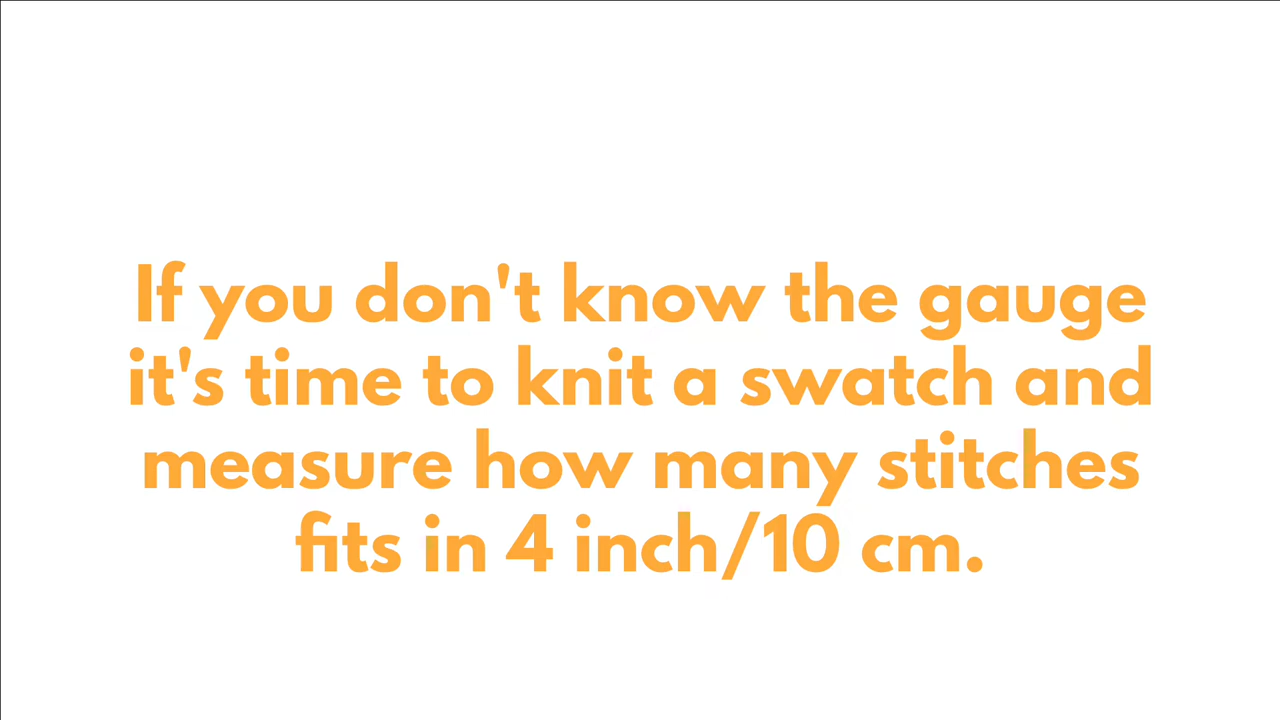 If you don't know the gauge
it's time to knit a swatch and
measure how many stitches
fits in 4 inch/10 cm.